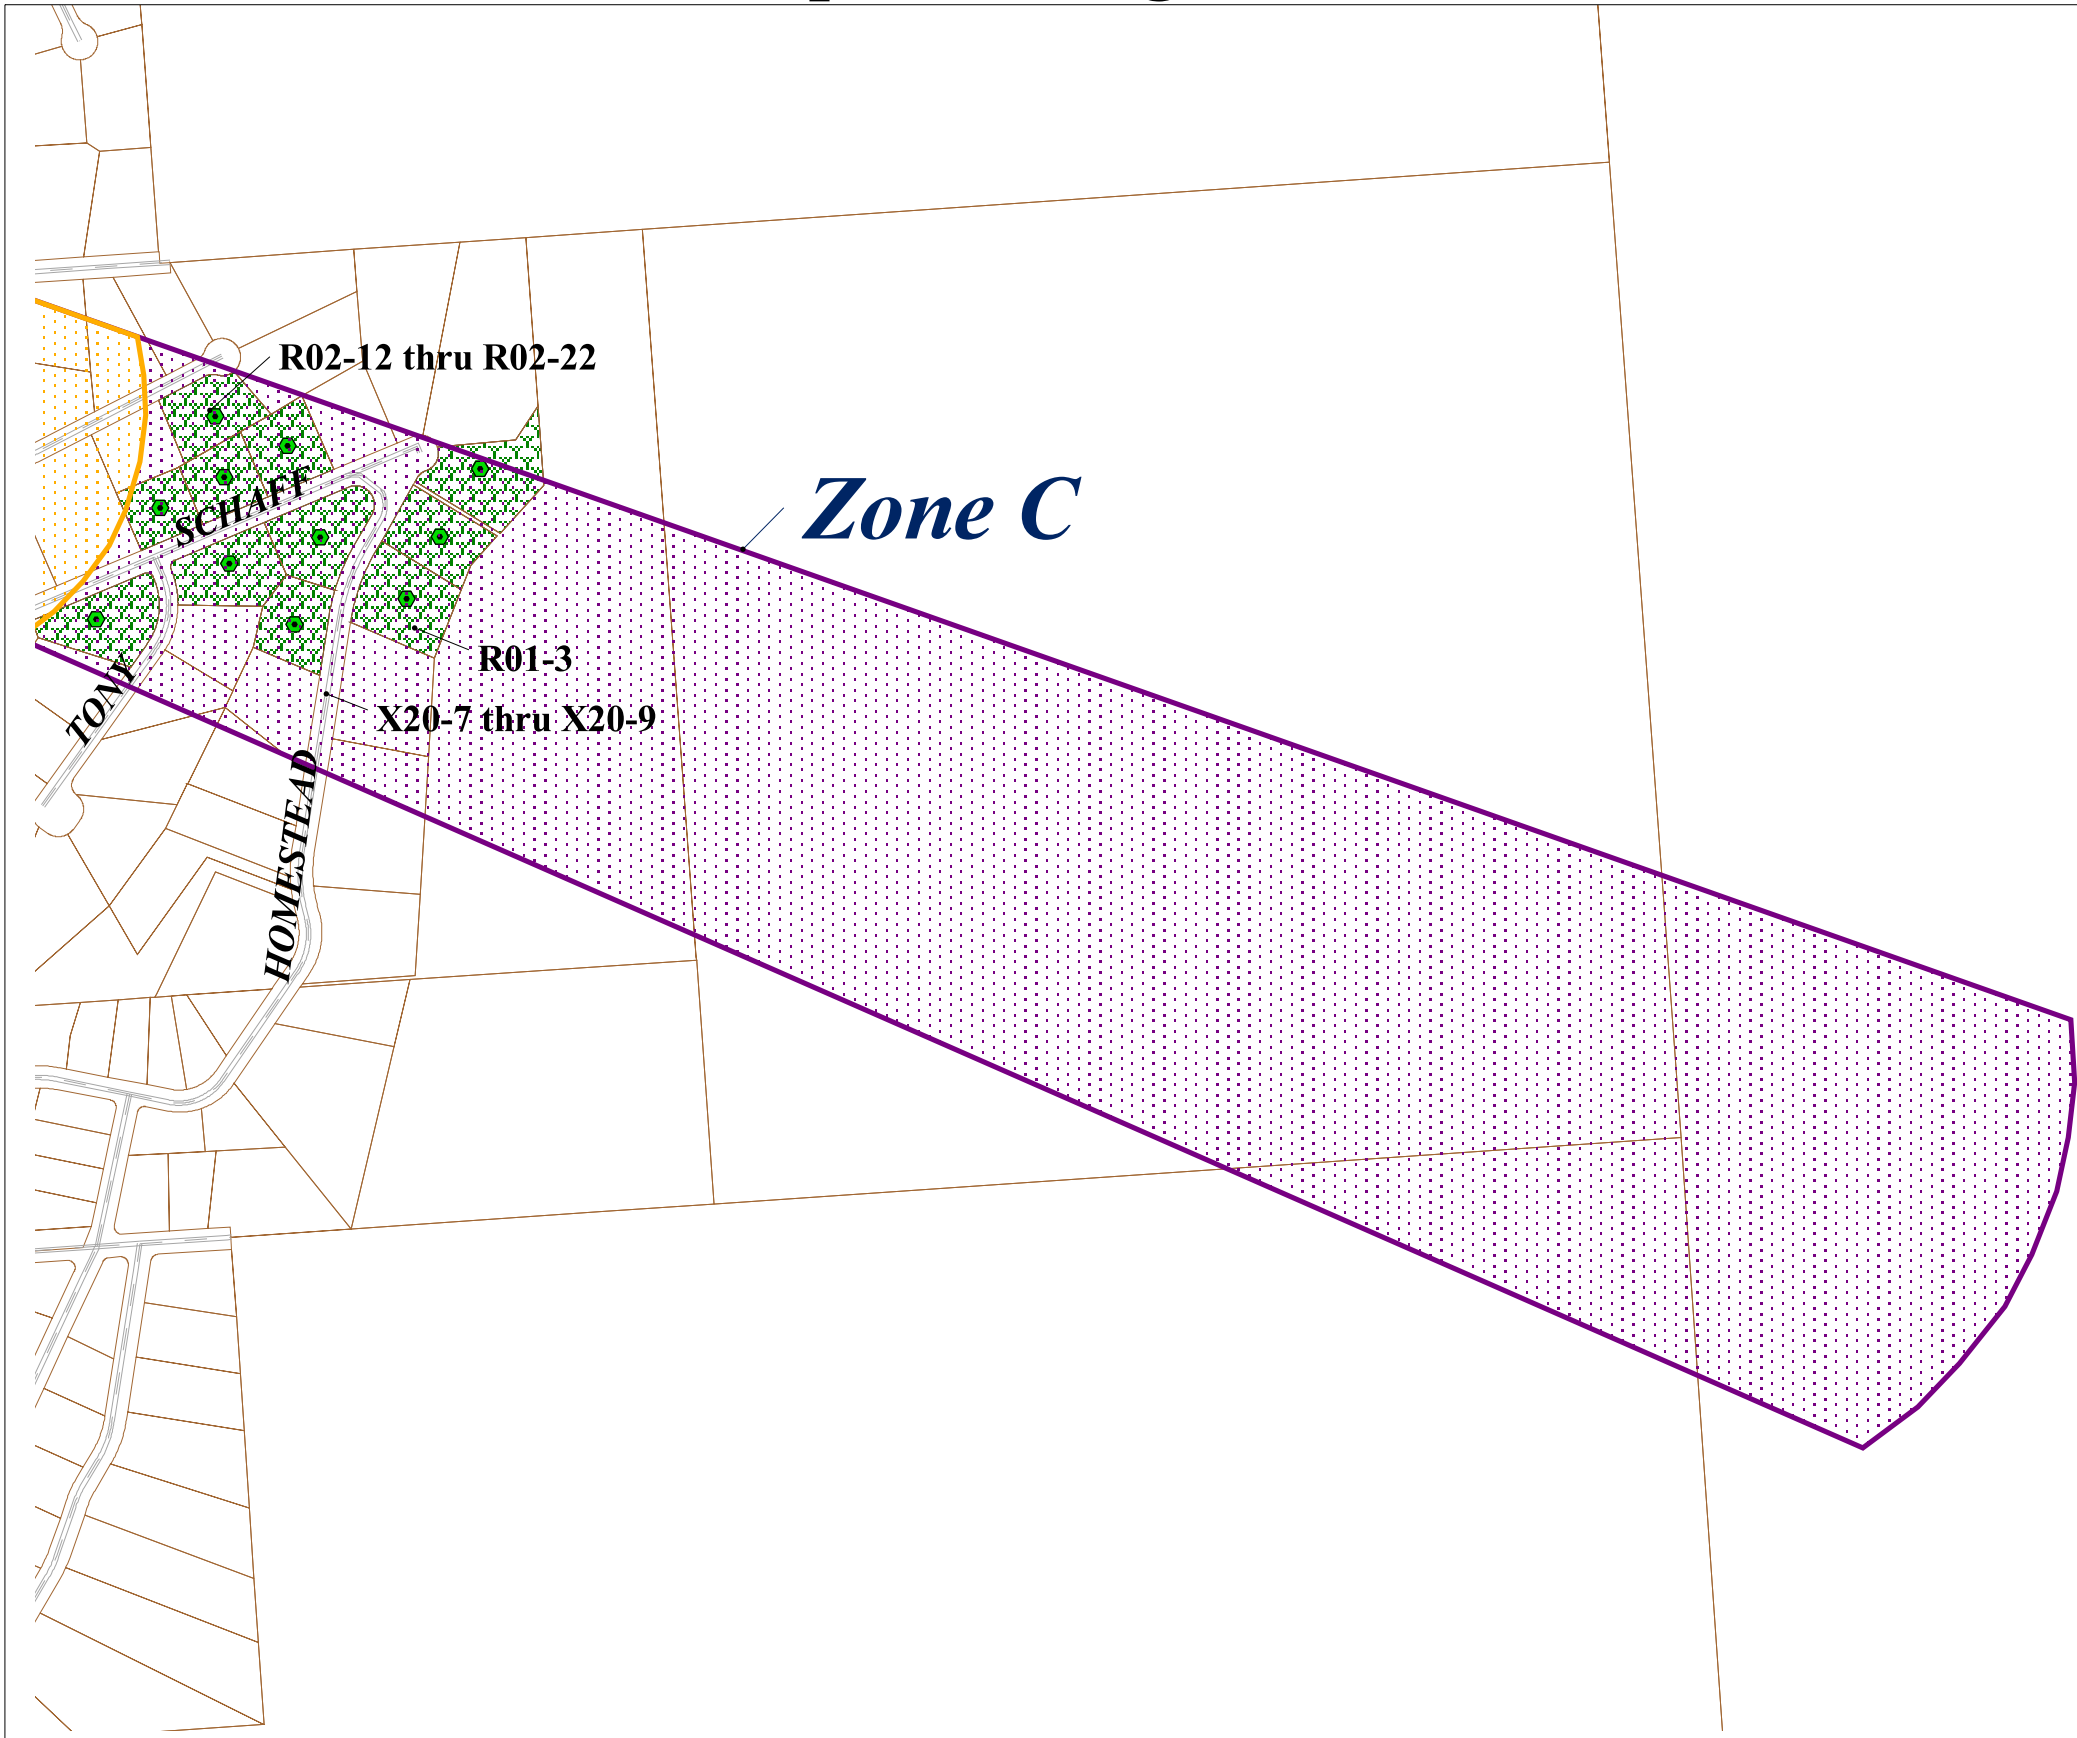 R02-12 thru R02-22
Zone C
SCHAFF
R01-3
TONY
X20-7 thru X20-9
HOMESTEAD